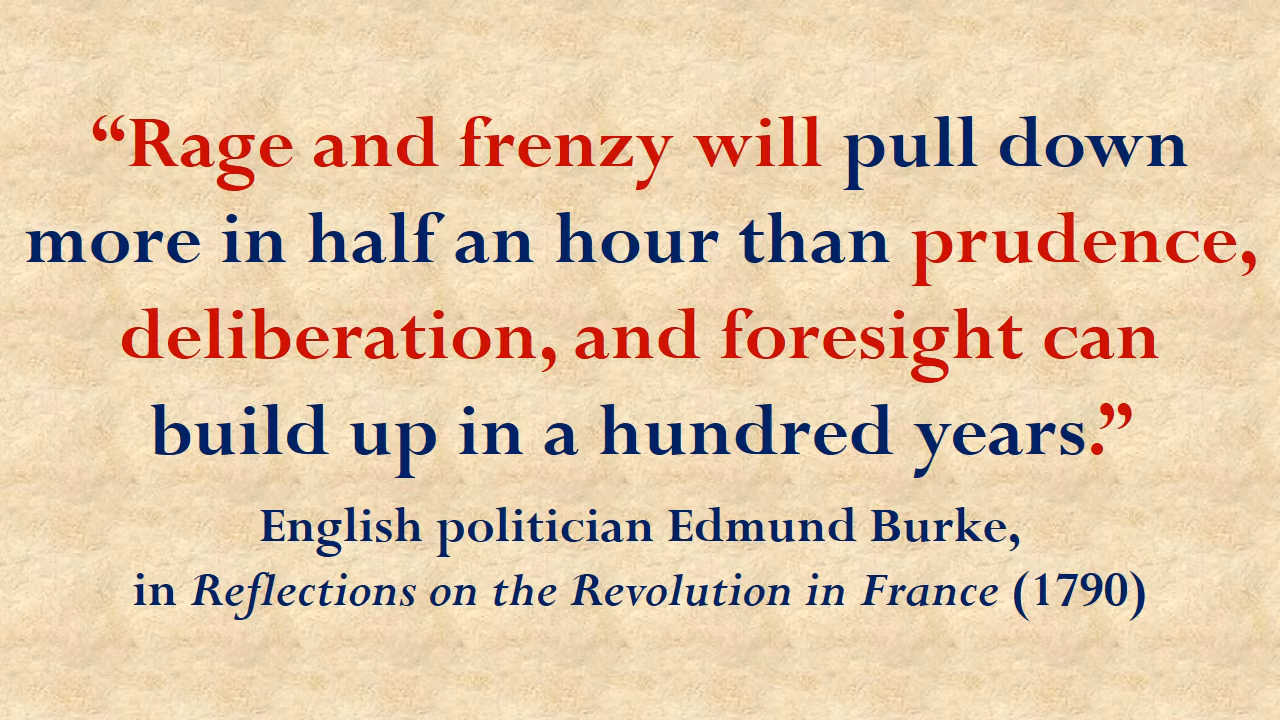 “Rage and frenzy will pull down
more in half an hour than prudence,
deliberation, and foresight can
build up in a hundred years.”
English politician Edmund Burke,
in Reflections on the Revolution in France (1790)